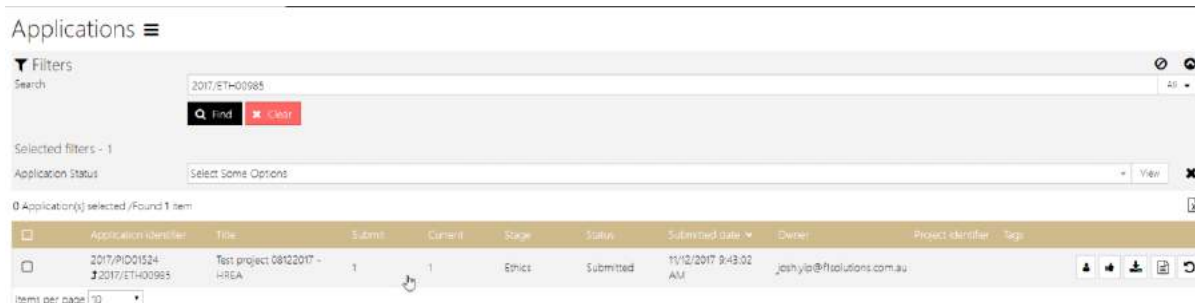 Applications
Filters
Search 2017/ETH00985 All
Find Clear
Selected filters - 1
Application Status Select Some Options View
0 Application(s) selected /Found 1 item
Application Identifier Title Submit Current Stage Status Submitted date Owner Project Identifier Tags
2017/PID01524 Test project 08122017 - 1 1 Ethics Submitted 11/12/2017 9:43:02 josh.yip@f1solutions.com.au
2017/ETH00985 HREA AM
Items per page 10